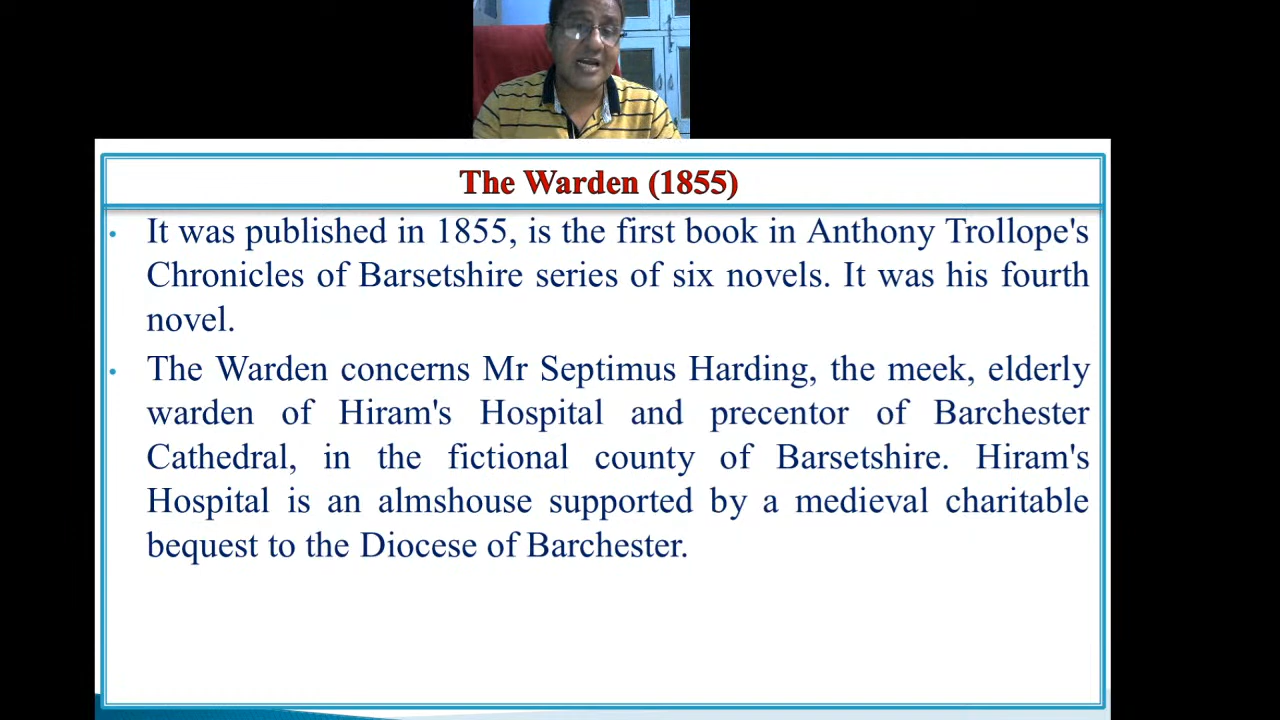 The Warden (1855)
• It was published in 1855, is the first book in Anthony Trollope's
Chronicles of Barsetshire series of six novels. It was his fourth
novel.
• The Warden concerns Mr Septimus Harding, the meek, elderly
warden of Hiram's Hospital and precentor of Barchester
Cathedral, in the fictional county of Barsetshire. Hiram's
Hospital is an almshouse supported by a medieval charitable
bequest to the Diocese of Barchester.